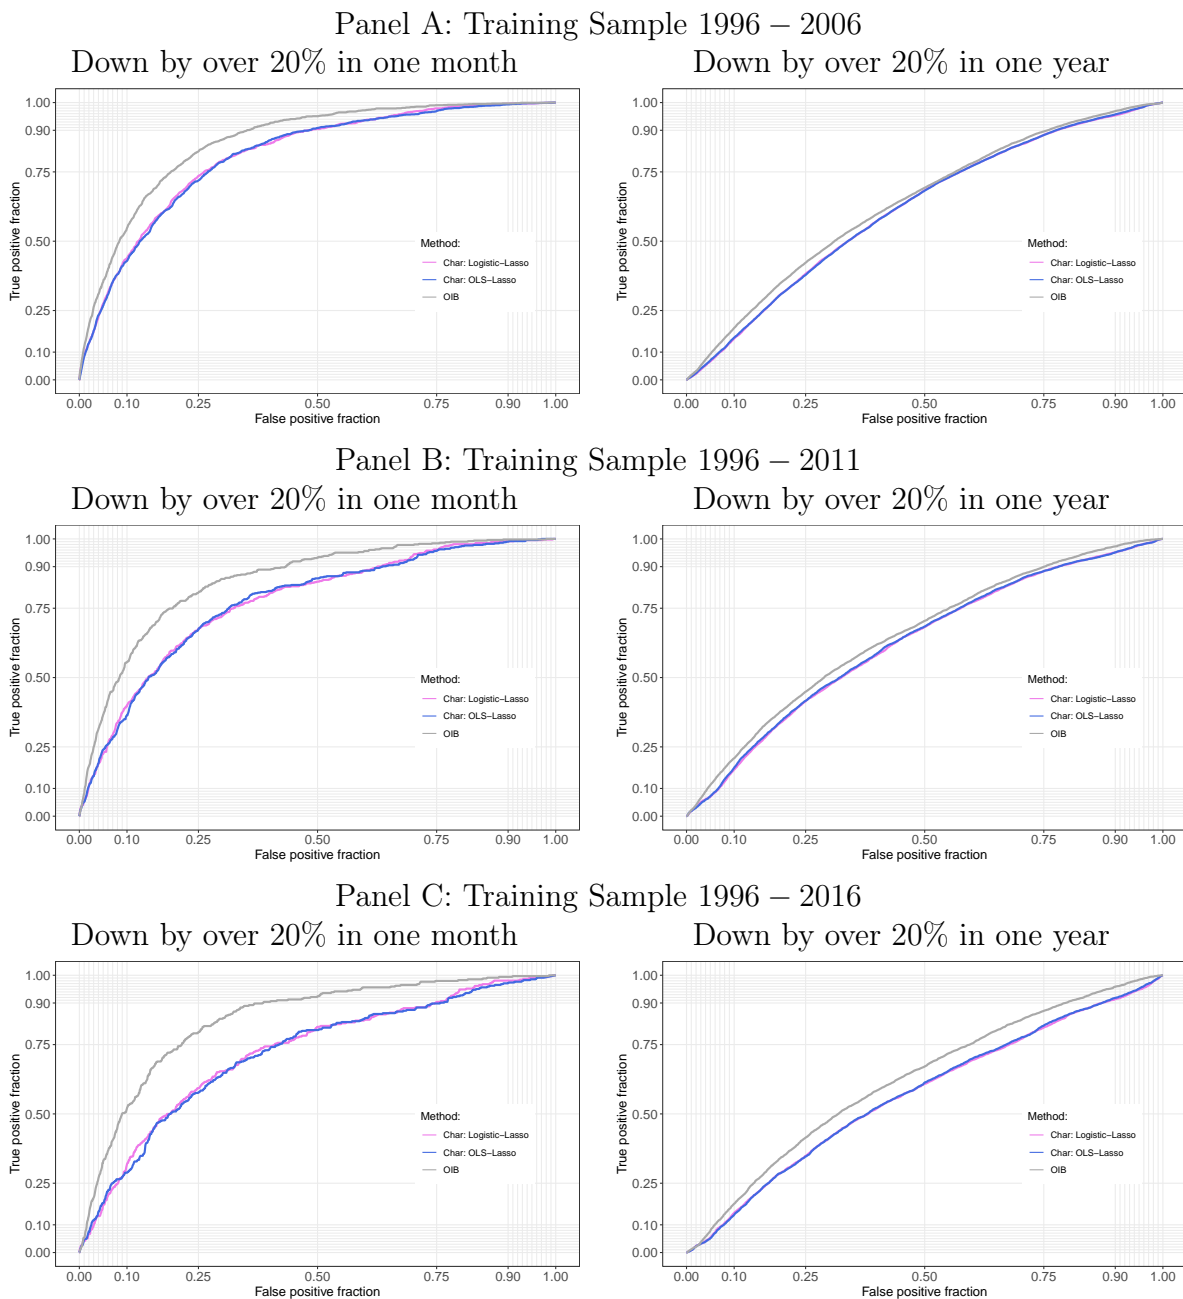 Panel A: Training Sample 1996 – 2006
Down by over 20% in one month
Down by over 20% in one year
True positive fraction
1.00
0.90
0.75
0.50
0.25
0.10
0.00
Method:
Char: Logistic−Lasso
Char: OLS−Lasso
OIB
0.00 0.10 0.25 0.50 0.75 0.90 1.00
False positive fraction
True positive fraction
1.00
0.90
0.75
0.50
0.25
0.10
0.00
Method:
Char: Logistic−Lasso
Char: OLS−Lasso
OIB
0.00 0.10 0.25 0.50 0.75 0.90 1.00
False positive fraction
Panel B: Training Sample 1996 – 2011
Down by over 20% in one month
Down by over 20% in one year
True positive fraction
1.00
0.90
0.75
0.50
0.25
0.10
0.00
Method:
Char: Logistic−Lasso
Char: OLS−Lasso
OIB
0.00 0.10 0.25 0.50 0.75 0.90 1.00
False positive fraction
True positive fraction
1.00
0.90
0.75
0.50
0.25
0.10
0.00
Method:
Char: Logistic−Lasso
Char: OLS−Lasso
OIB
0.00 0.10 0.25 0.50 0.75 0.90 1.00
False positive fraction
Panel C: Training Sample 1996 – 2016
Down by over 20% in one month
Down by over 20% in one year
True positive fraction
1.00
0.90
0.75
0.50
0.25
0.10
0.00
Method:
Char: Logistic−Lasso
Char: OLS−Lasso
OIB
0.00 0.10 0.25 0.50 0.75 0.90 1.00
False positive fraction
True positive fraction
1.00
0.90
0.75
0.50
0.25
0.10
0.00
Method:
Char: Logistic−Lasso
Char: OLS−Lasso
OIB
0.00 0.10 0.25 0.50 0.75 0.90 1.00
False positive fraction